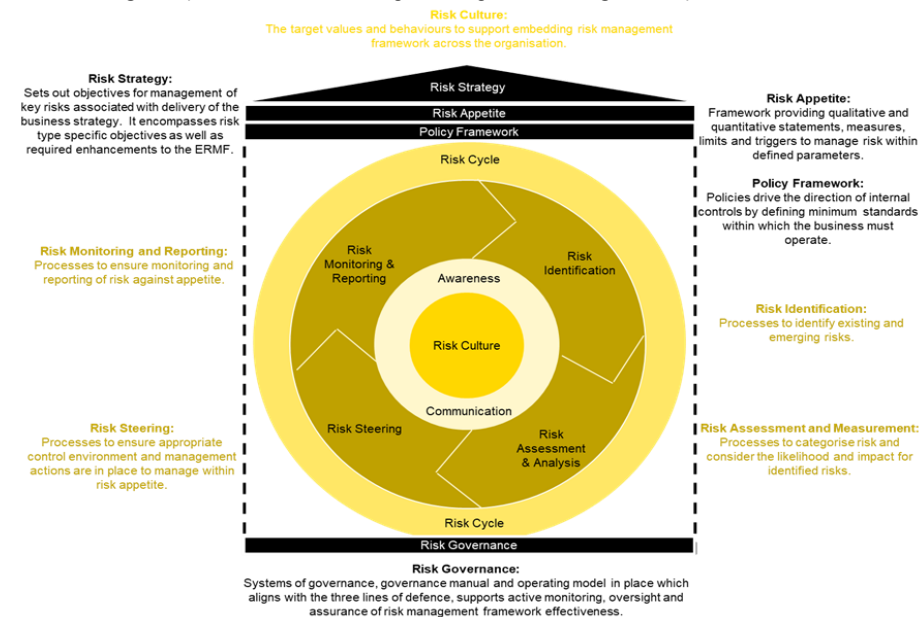 Risk Culture:
The target values and behaviours to support embedding risk management
framework across the organisation.
Risk Strategy:
Sets out objectives for management of
key risks associated with delivery of the
business strategy. It encompasses risk
type specific objectives as well as
required enhancements to the ERMF.
Risk Strategy
Risk Appetite
Policy Framework
Risk Appetite:
Framework providing qualitative and
quantitative statements, measures,
limits and triggers to manage risk within
defined parameters.
Policy Framework:
Policies drive the direction of internal
controls by defining minimum standards
within which the business must
operate.
Risk Cycle
Risk
Monitoring &
Reporting
Risk
Identification
Awareness
Risk Culture
Communication
Risk Steering
Risk
Assessment
& Analysis
Risk Cycle
Risk Monitoring and Reporting:
Processes to ensure monitoring and
reporting of risk against appetite.
Risk Identification:
Processes to identify existing and
emerging risks.
Risk Steering:
Processes to ensure appropriate
control environment and management
actions are in place to manage within
risk appetite.
Risk Assessment and Measurement:
Processes to categorise risk and
consider the likelihood and impact for
identified risks.
Risk Governance
Risk Governance:
Systems of governance, governance manual and operating model in place which
aligns with the three lines of defence, supports active monitoring, oversight and
assurance of risk management framework effectiveness.